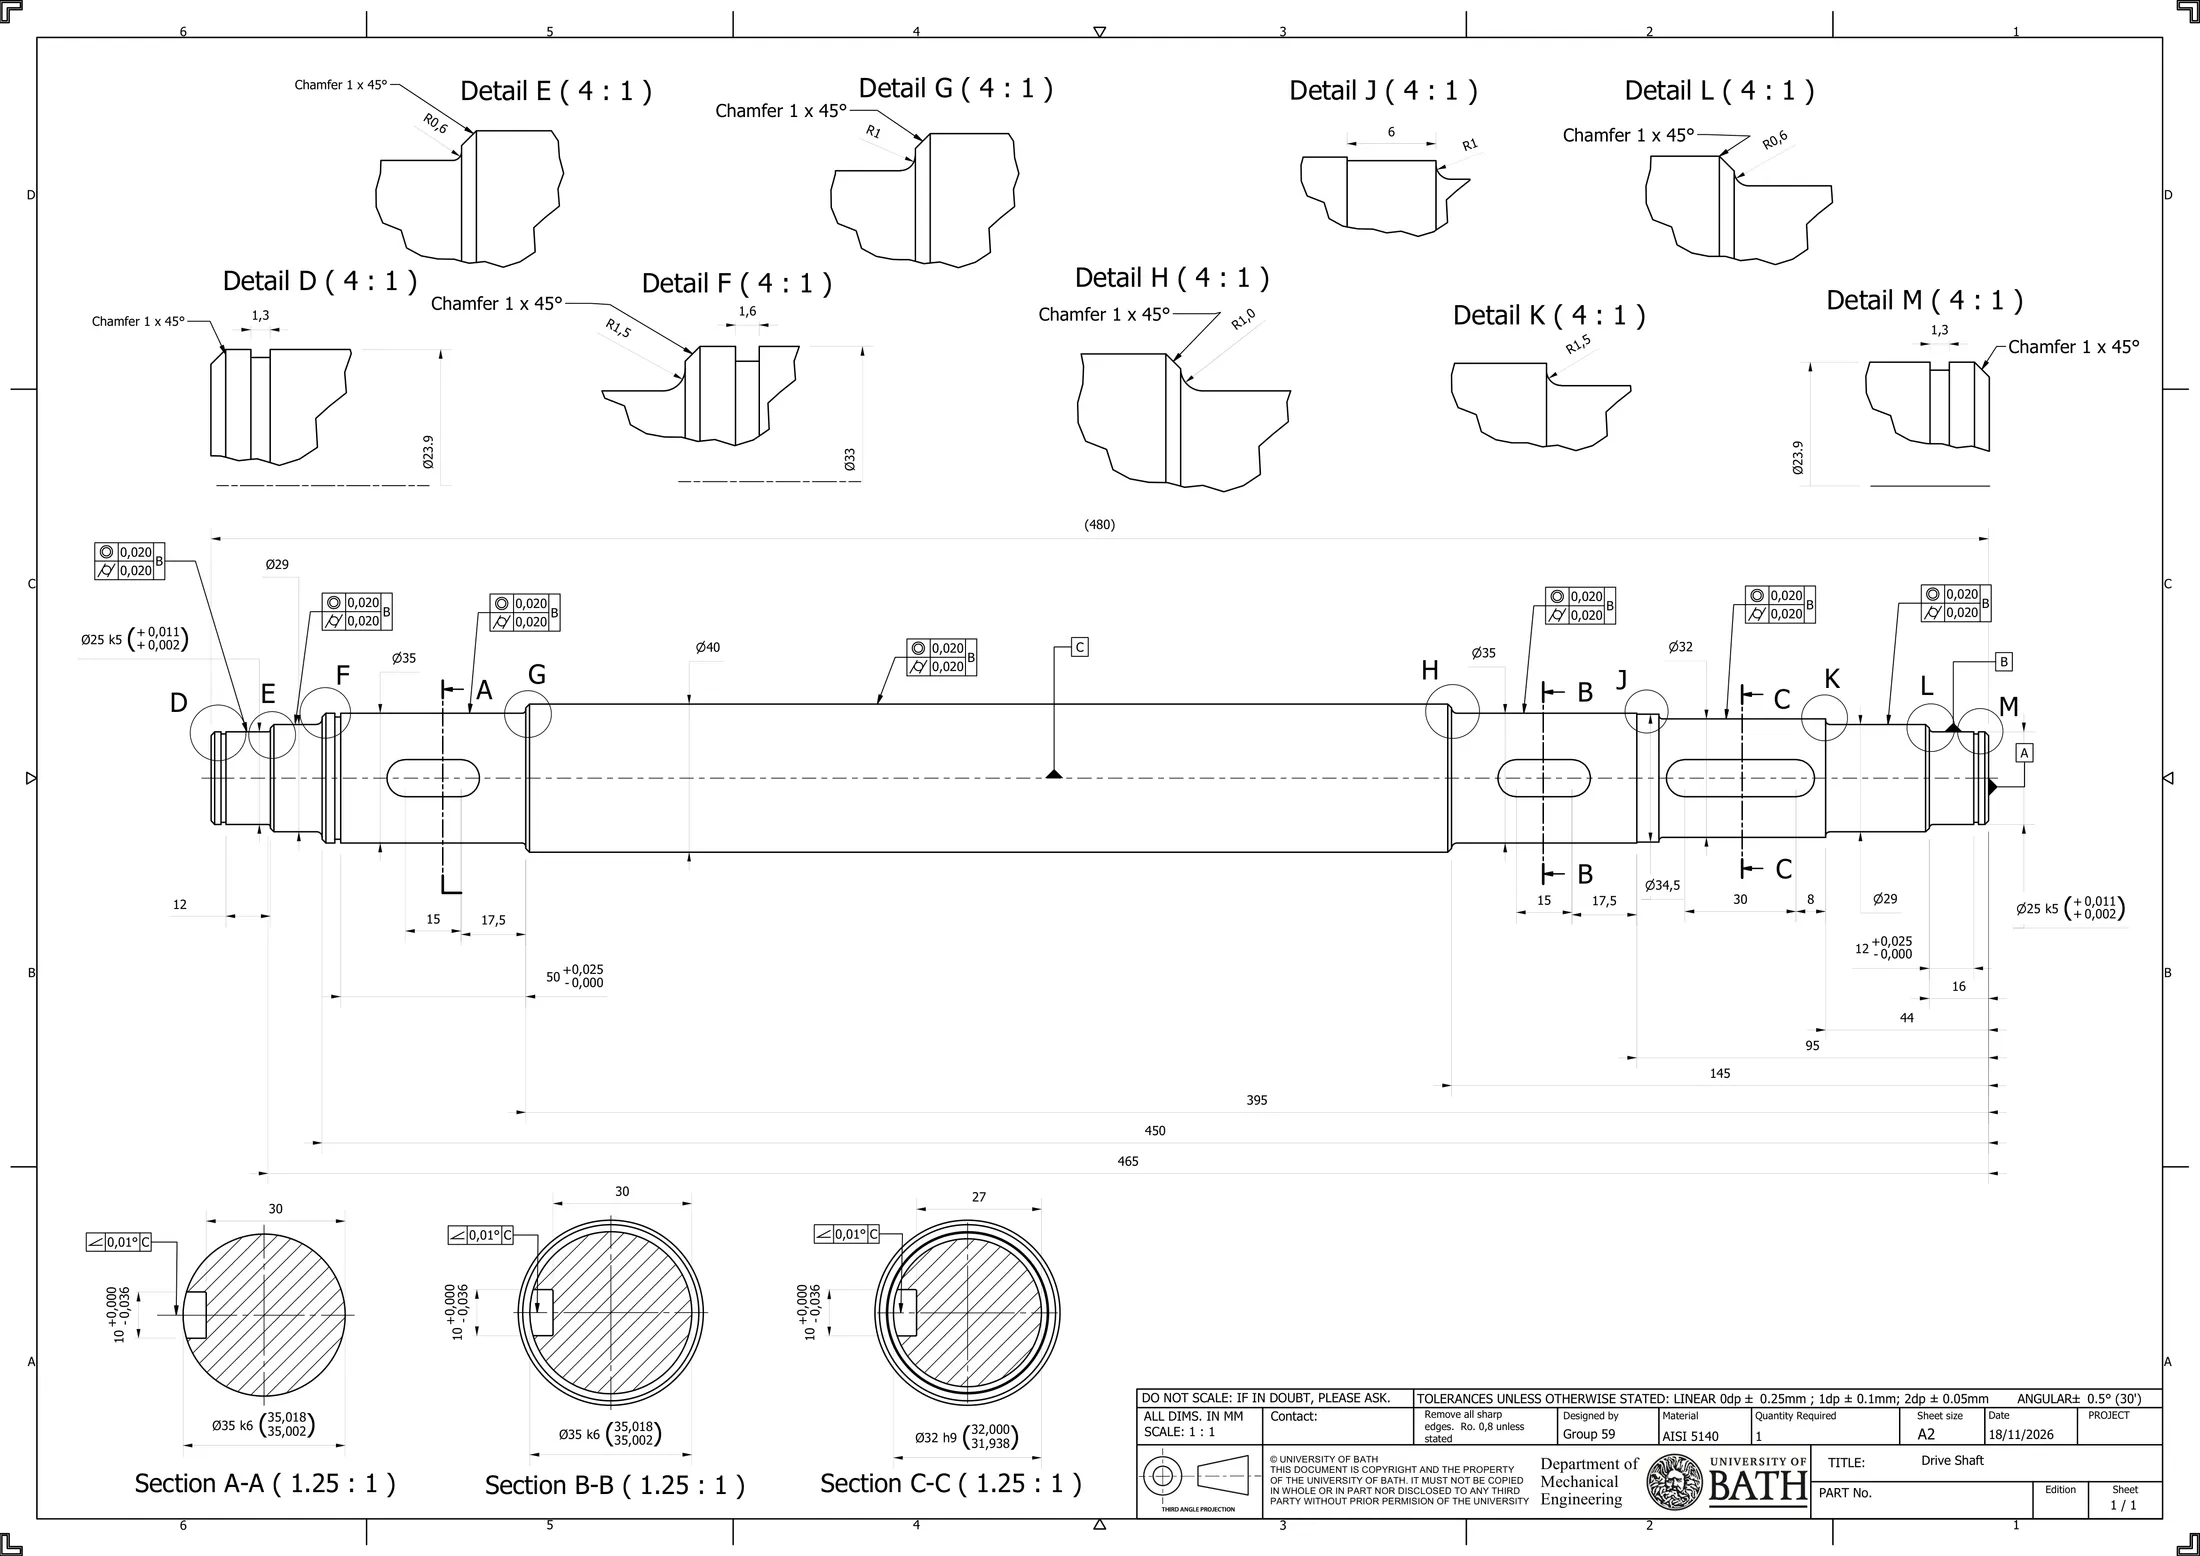 6 5 4 3 2 1
Detail E ( 4 : 1 )
Chamfer 1 x 45°
R0,6
Detail G ( 4 : 1 )
Chamfer 1 x 45°
R1
Detail J ( 4 : 1 )
6
R1
Detail L ( 4 : 1 )
Chamfer 1 x 45°
R0,6
D
D
Detail D ( 4 : 1 )
Chamfer 1 x 45°
1,3
Ø23.9
Detail F ( 4 : 1 )
Chamfer 1 x 45°
1,6
R1,5
Ø33
Detail H ( 4 : 1 )
Chamfer 1 x 45°
R1,0
Detail K ( 4 : 1 )
R1,5
Detail M ( 4 : 1 )
1,3
Chamfer 1 x 45°
Ø23.9
(480)
C
C
0,020
0,020
B
Ø29
0,020
0,020
B
0,020
0,020
B
0,020
0,020
B
0,020
0,020
B
0,020
0,020
B
0,020
0,020
B
Ø25 k5 (+ 0,011
+ 0,002)
Ø35
Ø40
C
Ø35
Ø32
B
A
D
E
F
A
G
H
B
J
C
K
L
M
B
C
12
15
17,5
50 +0,025
- 0,000
15
17,5
Ø34,5
30
8
Ø29
Ø25 k5 (+ 0,011
+ 0,002)
12 +0,025
- 0,000
16
44
95
145
395
450
465
B
B
30
0,01° C
10 +0,000
- 0,036
Ø35 k6 (35,018
35,002)
Section A-A ( 1.25 : 1 )
30
0,01° C
10 +0,000
- 0,036
Ø35 k6 (35,018
35,002)
Section B-B ( 1.25 : 1 )
27
0,01° C
10 +0,000
- 0,036
Ø32 h9 (32,000
31,938)
Section C-C ( 1.25 : 1 )
A
A
DO NOT SCALE: IF IN DOUBT, PLEASE ASK.
TOLERANCES UNLESS OTHERWISE STATED: LINEAR 0dp ± 0.25mm ; 1dp ± 0.1mm; 2dp ± 0.05mm ANGULAR± 0.5° (30')
ALL DIMS. IN MM
SCALE: 1 : 1
Contact:
Remove all sharp
edges. Ro. 0,8 unless
stated
Designed by
Group 59
Material
AISI 5140
Quantity Required
1
Sheet size
A2
Date
18/11/2026
PROJECT
THIRD ANGLE PROJECTION
© UNIVERSITY OF BATH
THIS DOCUMENT IS COPYRIGHT AND THE PROPERTY
OF THE UNIVERSITY OF BATH. IT MUST NOT BE COPIED
IN WHOLE OR IN PART NOR DISCLOSED TO ANY THIRD
PARTY WITHOUT PRIOR PERMISION OF THE UNIVERSITY
Department of
Mechanical
Engineering
UNIVERSITY OF
BATH
TITLE:
Drive Shaft
PART No.
Edition
Sheet
1 / 1
6 5 4 3 2 1